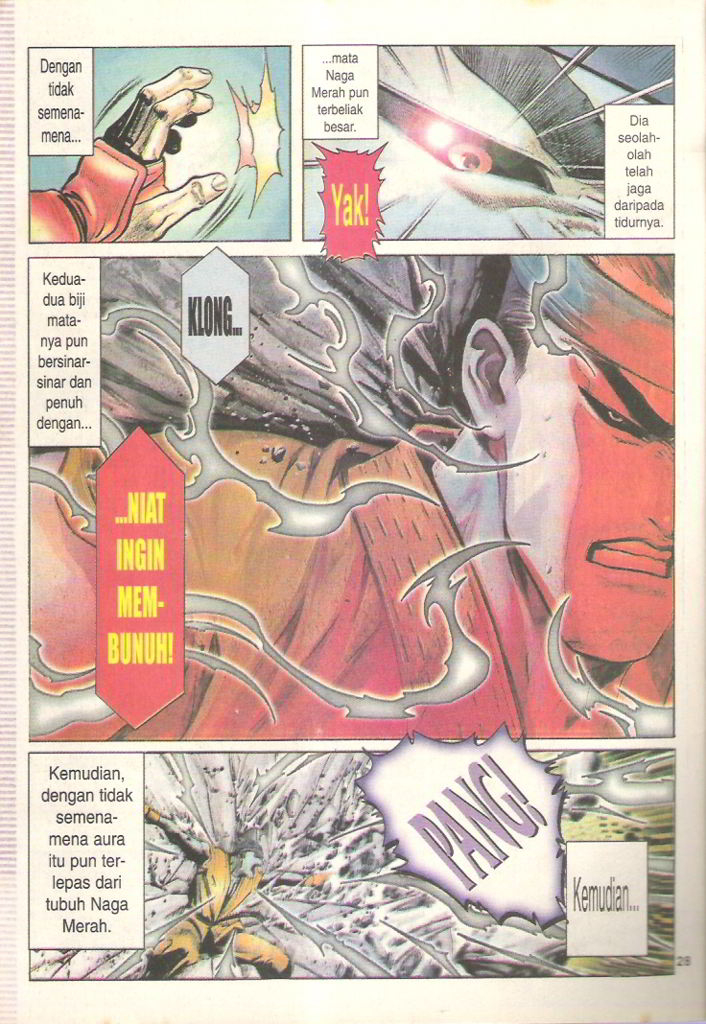 Dengan
tidak
semena-
mena...
...mata
Naga
Merah pun
terbeliak
besar.
Yak!
Dia
seolah-
olah
telah
jaga
daripada
tidurnya.
Kedua-
dua biji
mata-
nya pun
bersinar-
sinar dan
penuh
dengan...
KLONG...
...NIAT
INGIN
MEM-
BUNUH!
Kemudian,
dengan tidak
semena-
mena aura
itu pun ter-
lepas dari
tubuh Naga
Merah.
PANG!
Kemudian...
28